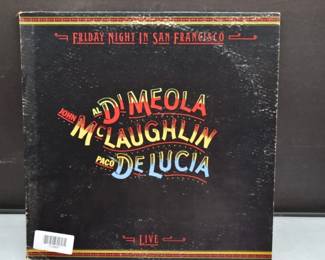 FRIDAY NIGHT IN SAN FRANCISCO
AL DI MEOLA
JOHN McLAUGHLIN
PACO DE LUCIA
LIVE